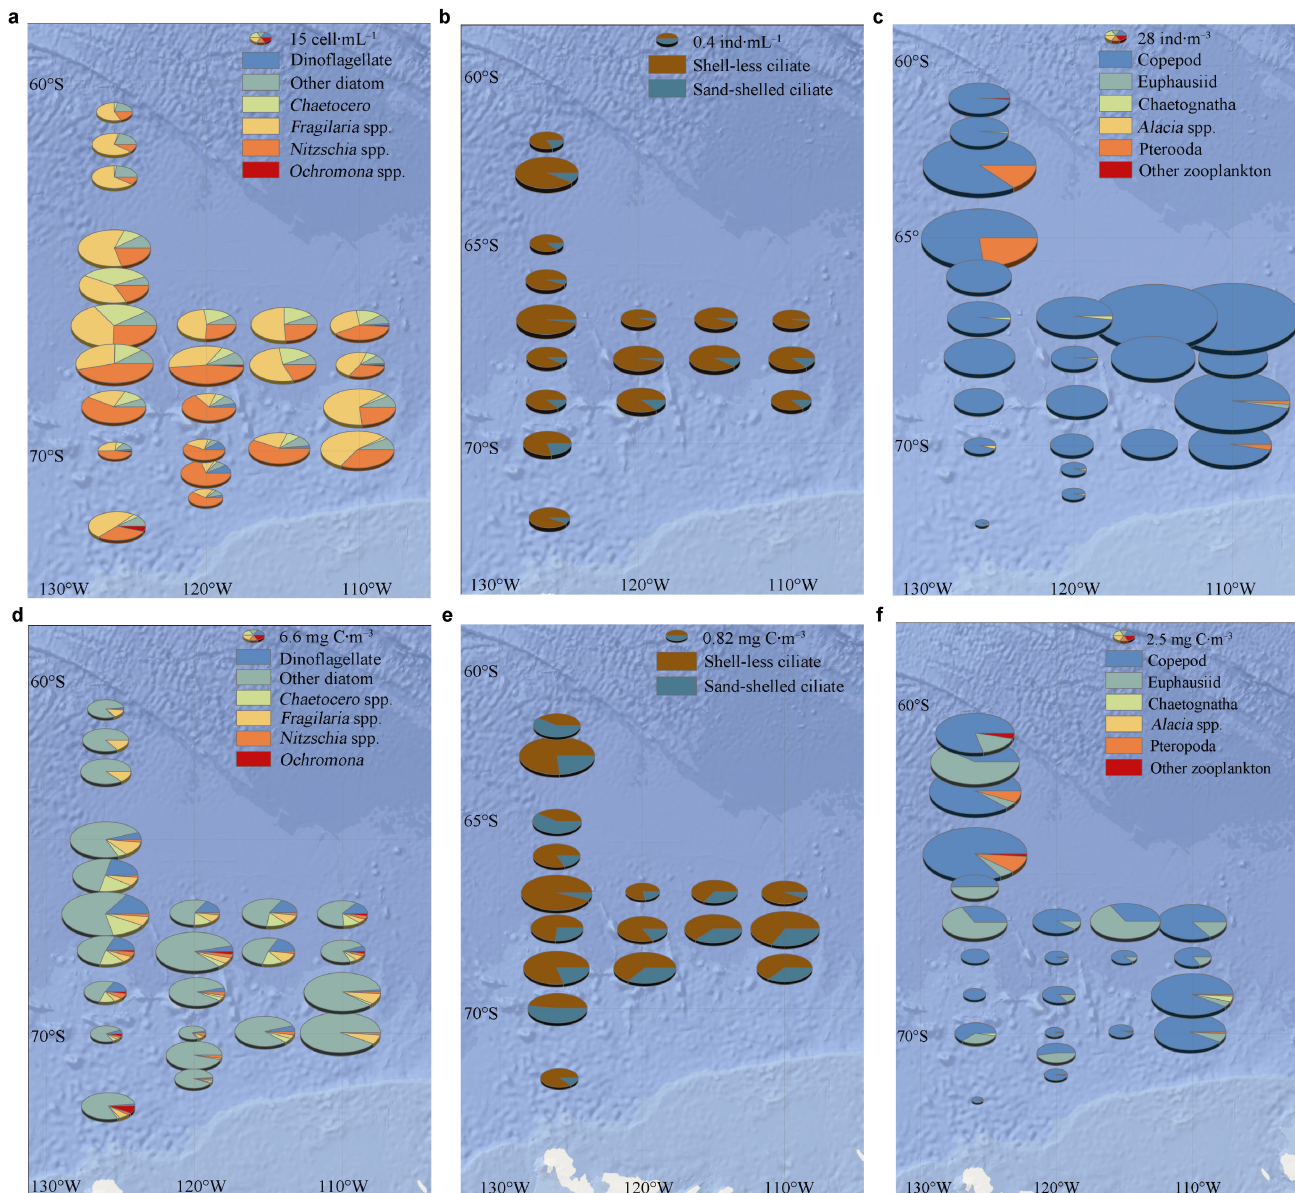 a
15 cell·mL⁻¹
Dinoflagellate
Other diatom
Chaetocero
Fragilaria spp.
Nitzschia spp.
Ochromona spp.
60°S
65°S
70°S
130°W
120°W
110°W
b
0.4 ind·mL⁻¹
Shell-less ciliate
Sand-shelled ciliate
60°S
65°S
70°S
130°W
120°W
110°W
c
28 ind·m⁻³
Copepod
Euphausiid
Chaetognatha
Alacia spp.
Pterooda
Other zooplankton
60°S
65°
70°S
130°W
120°W
110°W
d
6.6 mg C·m⁻³
Dinoflagellate
Other diatom
Chaetocero spp.
Fragilaria spp.
Nitzschia spp.
Ochromona
60°S
70°S
130°W
120°W
110°W
e
0.82 mg C·m⁻³
Shell-less ciliate
Sand-shelled ciliate
60°S
65°S
70°S
130°W
120°W
110°W
f
2.5 mg C·m⁻³
Copepod
Euphausiid
Chaetognatha
Alacia spp.
Pteropoda
Other zooplankton
60°S
70°S
130°W
120°W
110°W